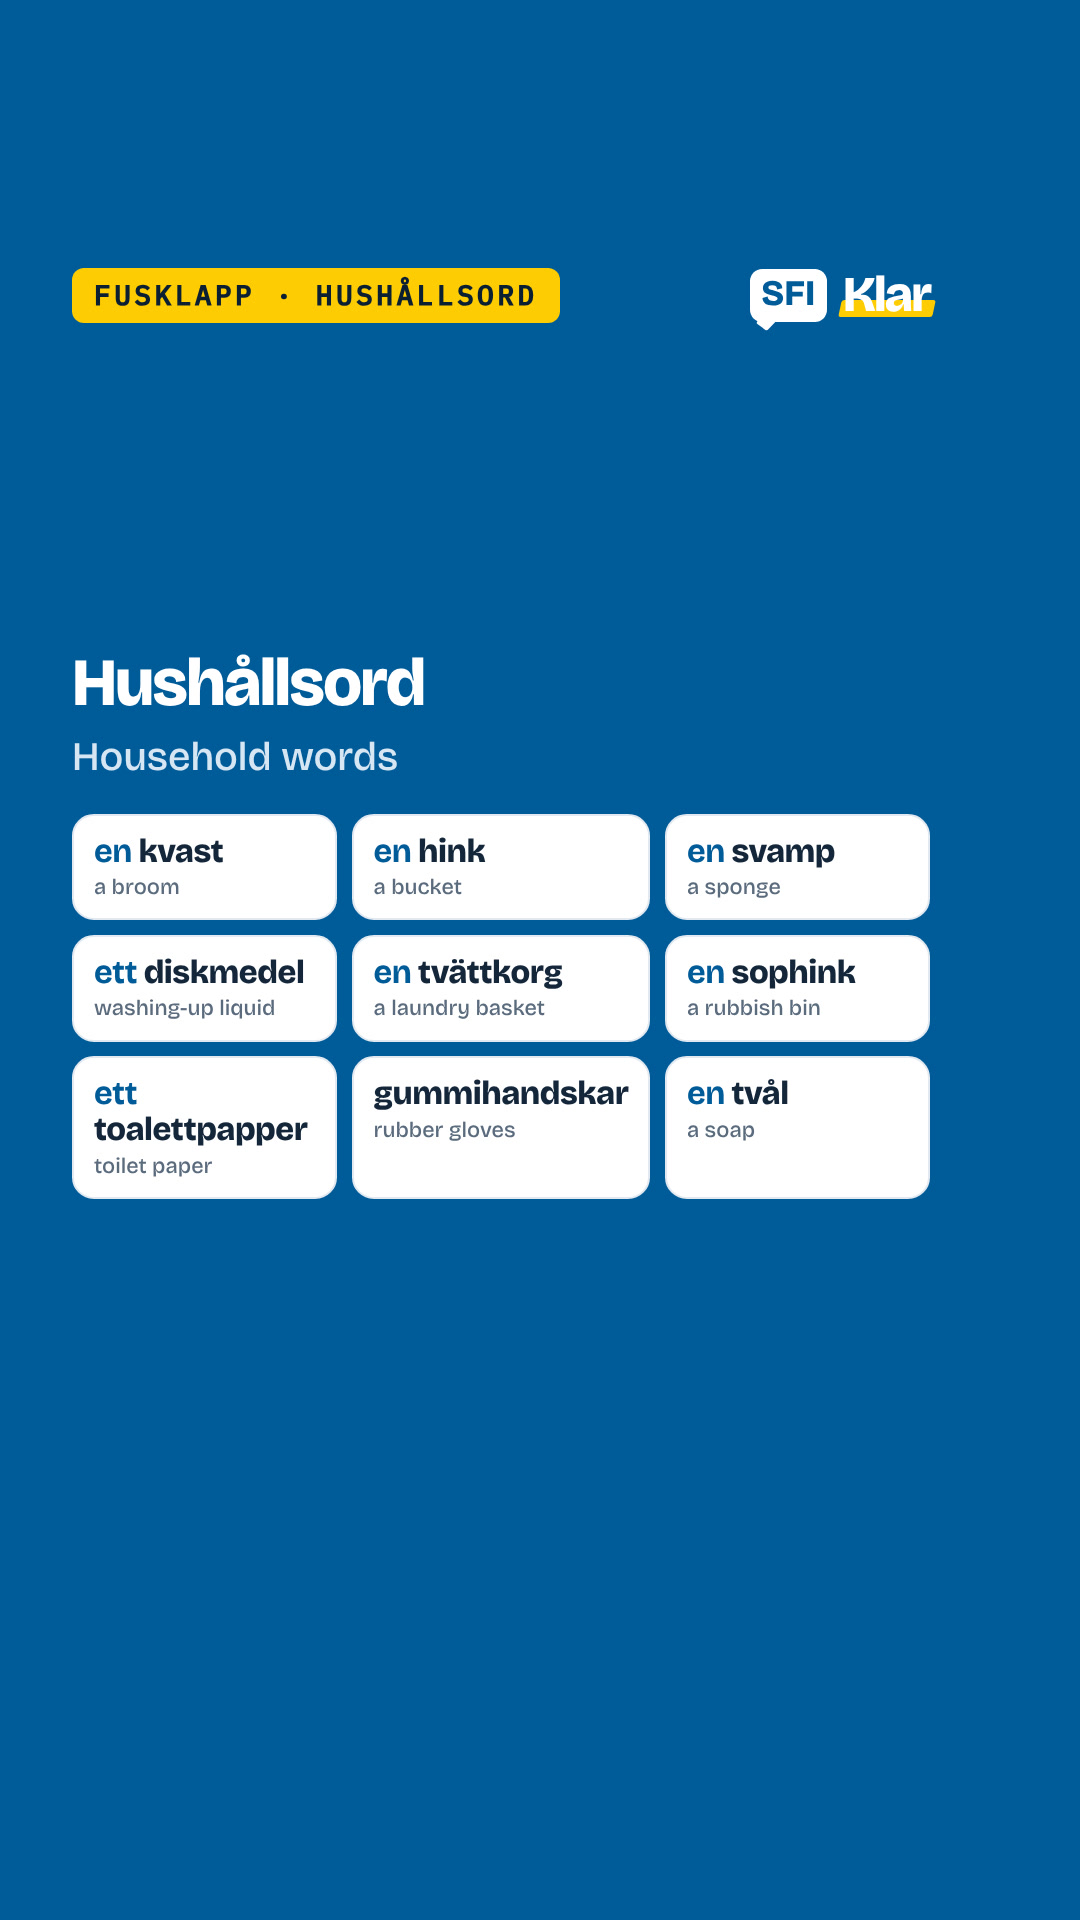 FUSKLAPP · HUSHÅLLSORD
SFI Klar
Hushållsord
Household words
en kvast
a broom
en hink
a bucket
en svamp
a sponge
ett diskmedel
washing-up liquid
en tvättkorg
a laundry basket
en sophink
a rubbish bin
ett
toalettpapper
toilet paper
gummihandskar
rubber gloves
en tvål
a soap